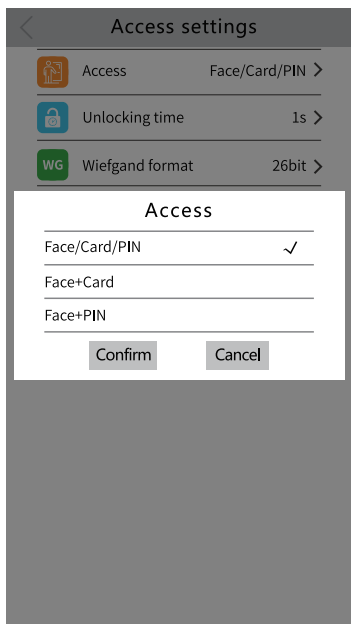 Access settings
Access Face/Card/PIN >
Unlocking time 1s >
WG Wiefgand format 26bit >
Access
Face/Card/PIN ✓
Face+Card
Face+PIN
Confirm Cancel